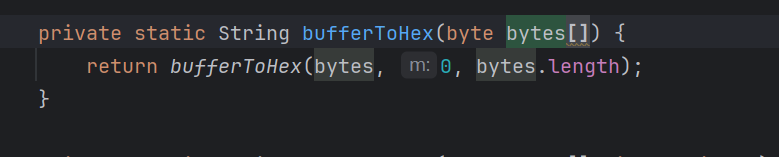 private static String bufferToHex(byte bytes[]) {
return bufferToHex(bytes, m: 0, bytes.length);
}